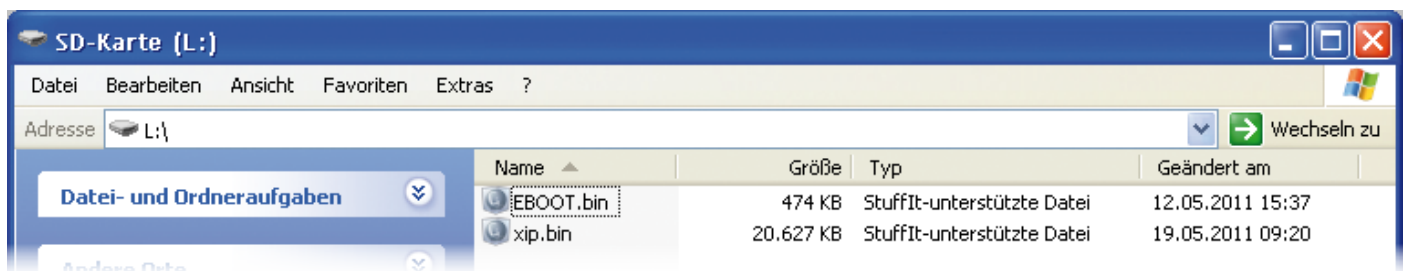 SD-Karte (L:)
Datei Bearbeiten Ansicht Favoriten Extras ?
Adresse L:\ Wechseln zu
Name Größe Typ Geändert am
Datei- und Ordneraufgaben
EBOOT.bin 474 KB StuffIt-unterstützte Datei 12.05.2011 15:37
xip.bin 20.627 KB StuffIt-unterstützte Datei 19.05.2011 09:20
Andere Orte